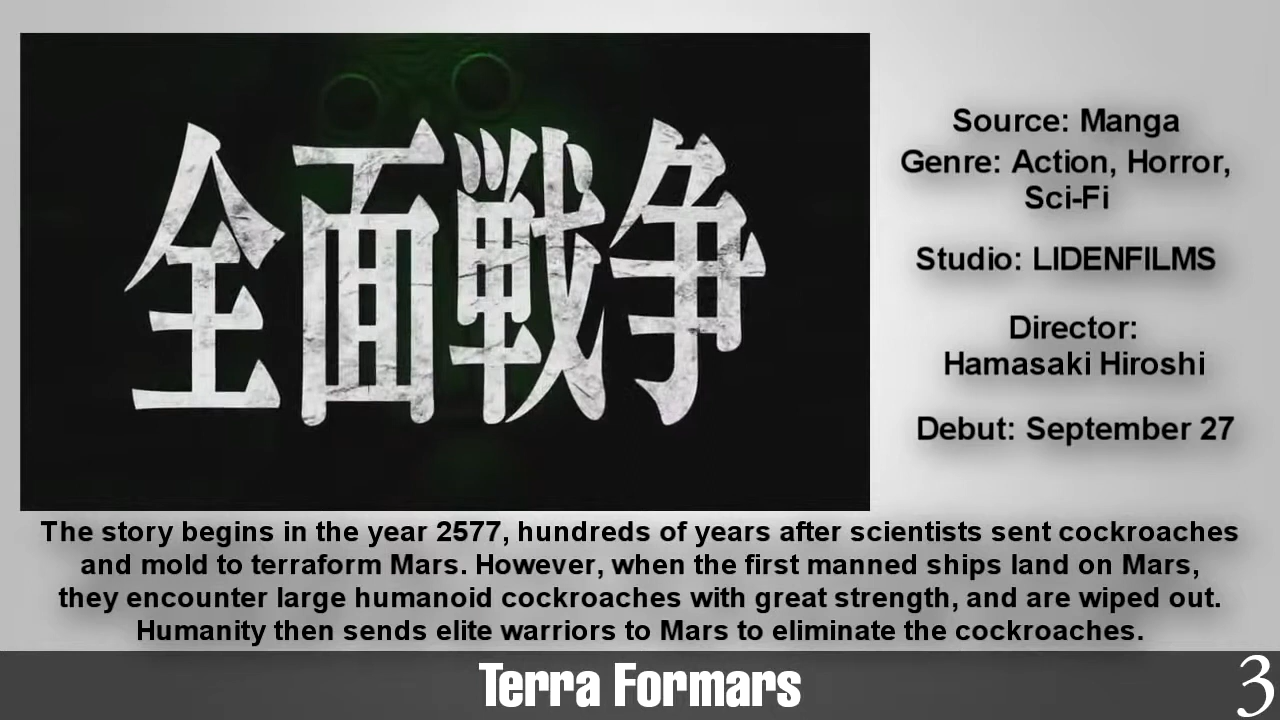 全面戦争
Source: Manga
Genre: Action, Horror,
Sci-Fi
Studio: LIDENFILMS
Director:
Hamasaki Hiroshi
Debut: September 27
The story begins in the year 2577, hundreds of years after scientists sent cockroaches
and mold to terraform Mars. However, when the first manned ships land on Mars,
they encounter large humanoid cockroaches with great strength, and are wiped out.
Humanity then sends elite warriors to Mars to eliminate the cockroaches.
Terra Formars
3